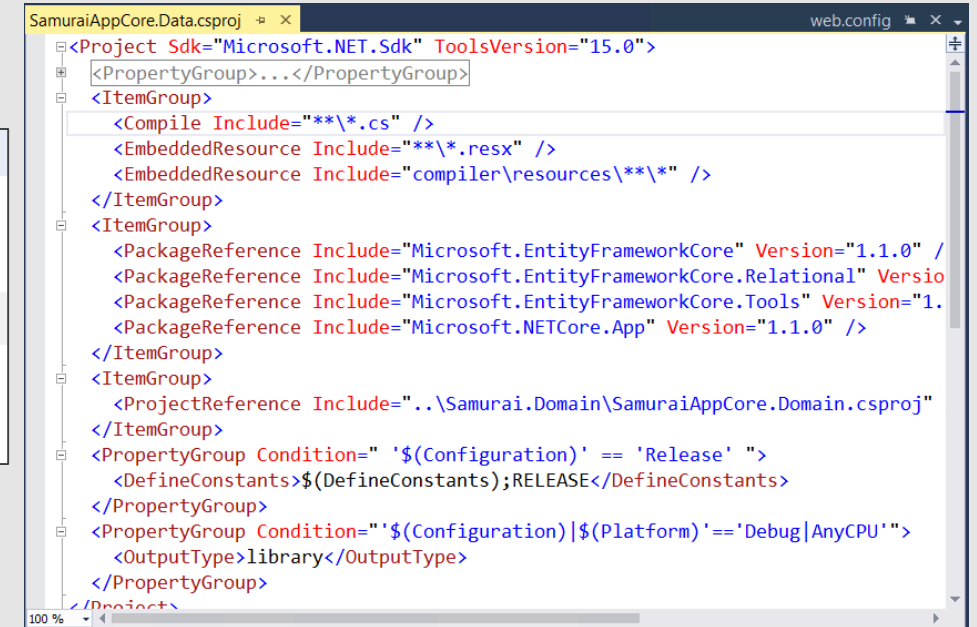 SamuraiAppCore.Data.csproj
web.config
<Project Sdk="Microsoft.NET.Sdk" ToolsVersion="15.0">
<PropertyGroup>...</PropertyGroup>
<ItemGroup>
<Compile Include="**\*.cs" />
<EmbeddedResource Include="**\*.resx" />
<EmbeddedResource Include="compiler\resources\**\*" />
</ItemGroup>
<ItemGroup>
<PackageReference Include="Microsoft.EntityFrameworkCore" Version="1.1.0" /
<PackageReference Include="Microsoft.EntityFrameworkCore.Relational" Versio
<PackageReference Include="Microsoft.EntityFrameworkCore.Tools" Version="1.
<PackageReference Include="Microsoft.NETCore.App" Version="1.1.0" />
</ItemGroup>
<ItemGroup>
<ProjectReference Include="..\Samurai.Domain\SamuraiAppCore.Domain.csproj"
</ItemGroup>
<PropertyGroup Condition=" '$(Configuration)' == 'Release' ">
<DefineConstants>$(DefineConstants);RELEASE</DefineConstants>
</PropertyGroup>
<PropertyGroup Condition="'$(Configuration)|$(Platform)'=='Debug|AnyCPU'">
<OutputType>library</OutputType>
</PropertyGroup>
</Project>
100 %